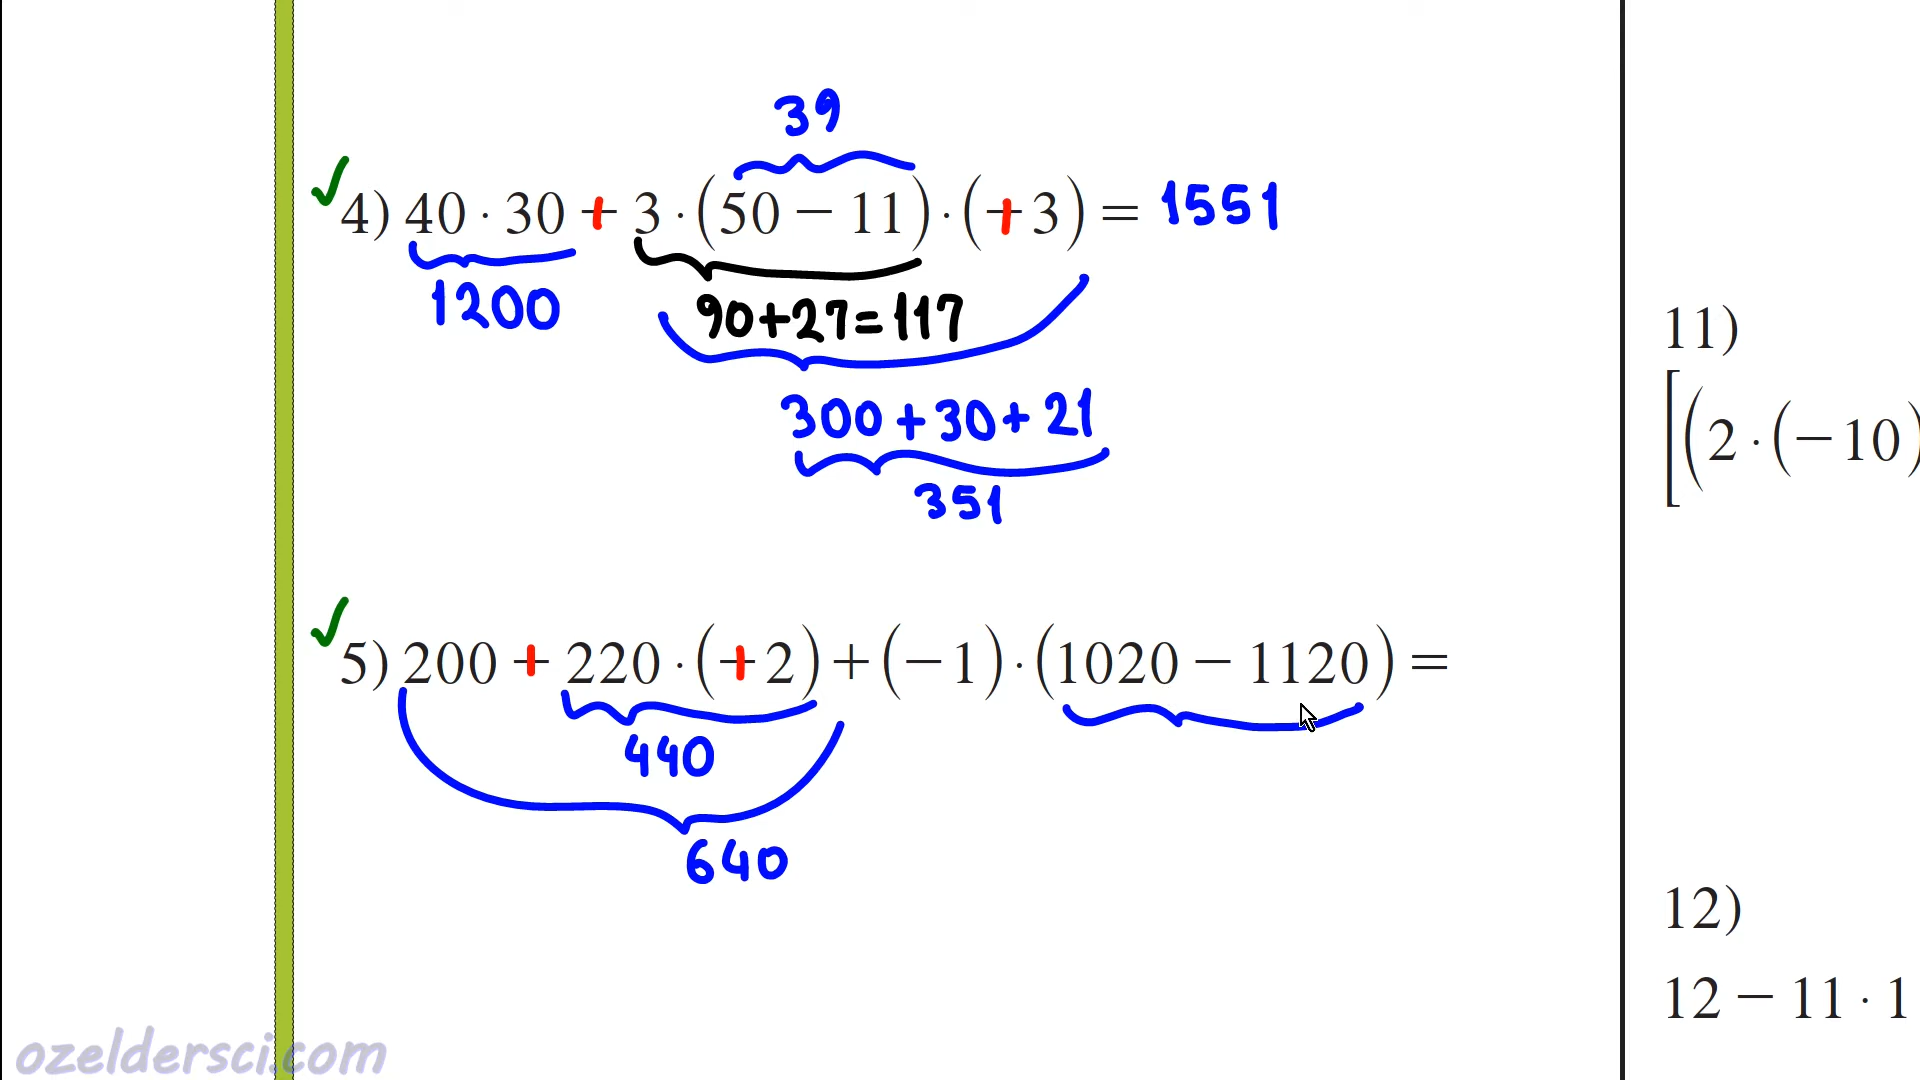 39
4) 40 · 30 + 3 · (50 − 11) · (+3) = 1551
1200
90+27=117
300+30+21
351
5) 200 + 220 · (+2) + (−1) · (1020 − 1120) =
440
640
11)
[(2 · (−10)
12)
12 − 11 · 1
ozeldersci.com